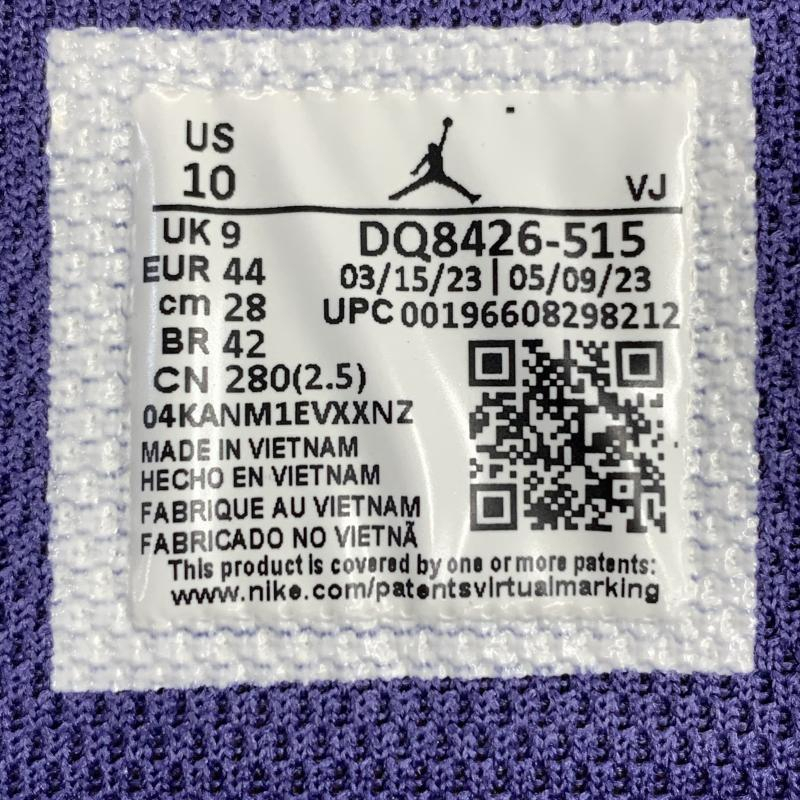 US
10
VJ
UK 9
DQ8426-515
EUR 44
03/15/23 | 05/09/23
cm 28
UPC 00196608298212
BR 42
CN 280(2.5)
04KANM1EVXXNZ
MADE IN VIETNAM
HECHO EN VIETNAM
FABRIQUE AU VIETNAM
FABRICADO NO VIETNÃ
This product is covered by one or more patents:
www.nike.com/patentsvirtualmarking